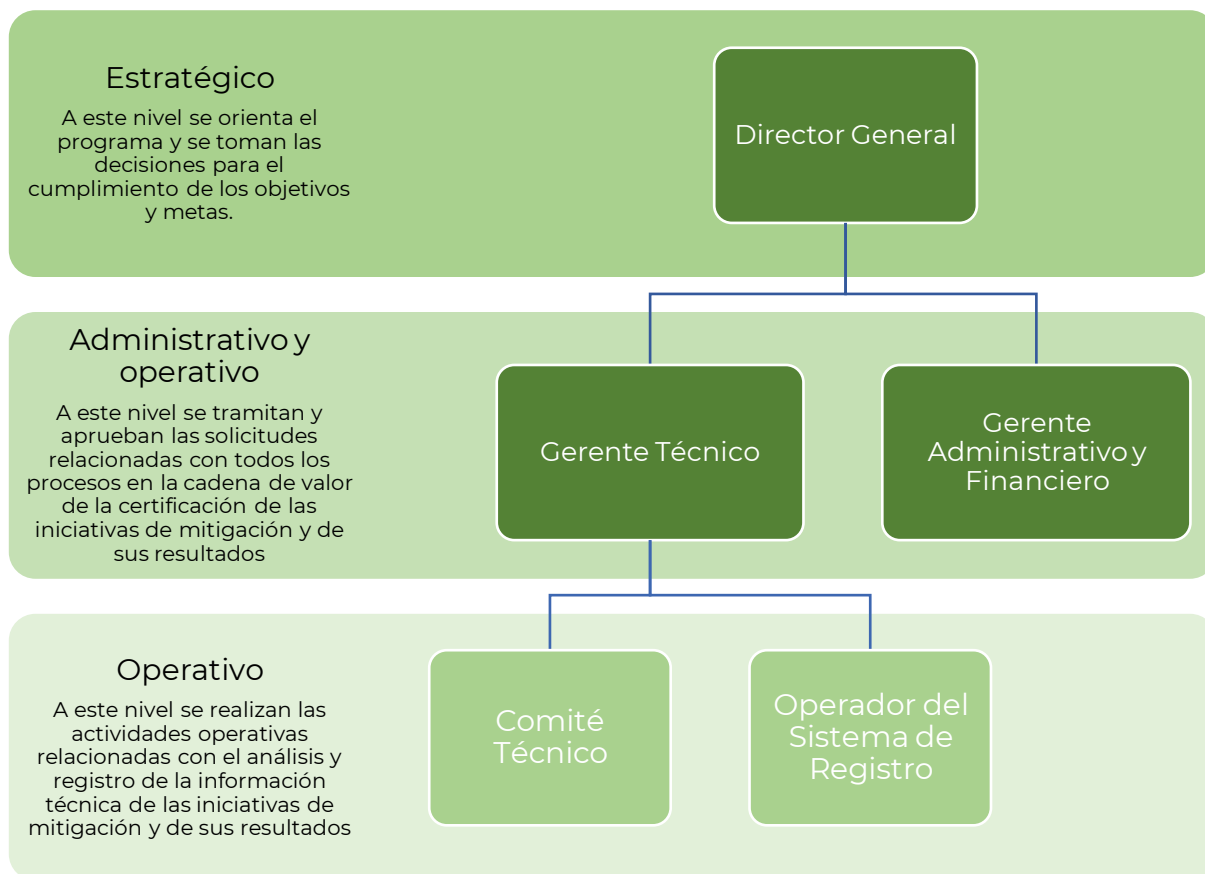 Estratégico
A este nivel se orienta el
programa y se toman las
decisiones para el
cumplimiento de los objetivos
y metas.
Director General
Administrativo y
operativo
A este nivel se tramitan y
aprueban las solicitudes
relacionadas con todos los
procesos en la cadena de valor
de la certificación de las
iniciativas de mitigación y de
sus resultados
Gerente Técnico
Gerente
Administrativo y
Financiero
Operativo
A este nivel se realizan las
actividades operativas
relacionadas con el análisis y
registro de la información
técnica de las iniciativas de
mitigación y de sus resultados
Comité
Técnico
Operador del
Sistema de
Registro